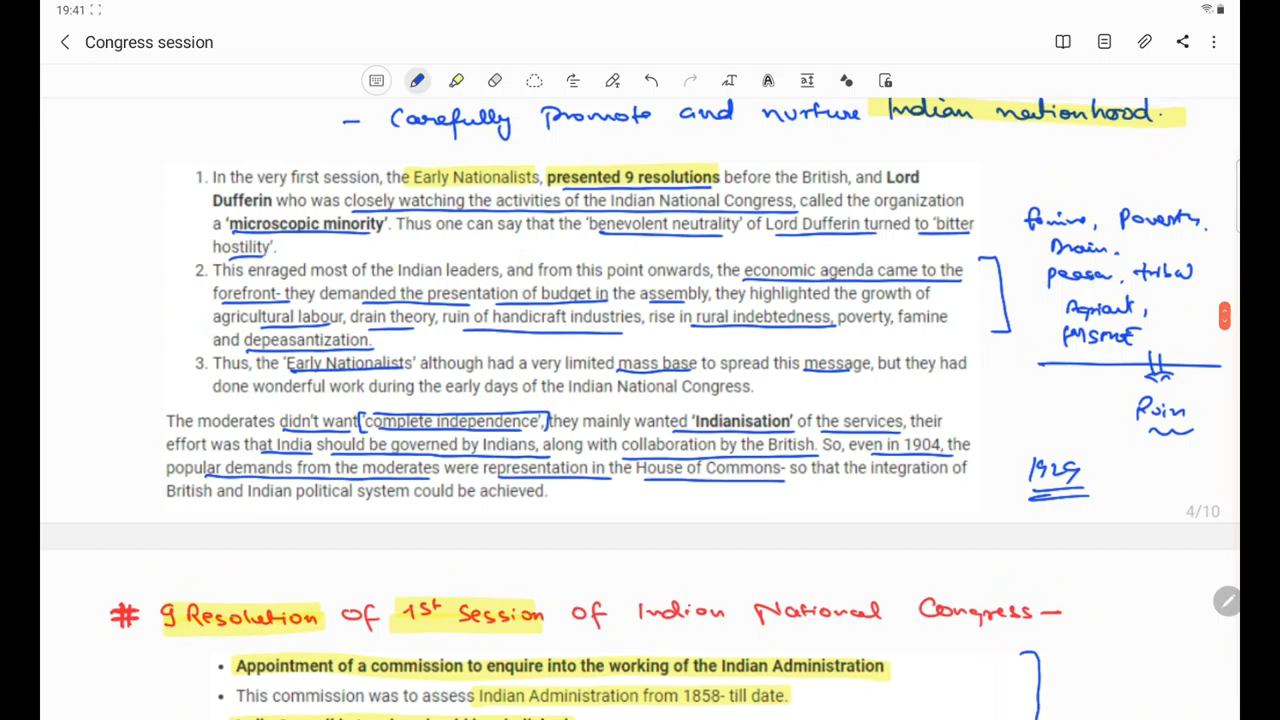 19:41
Congress session
- Carefully promote and nurture Indian nationhood.
1. In the very first session, the Early Nationalists, presented 9 resolutions before the British, and Lord
Dufferin who was closely watching the activities of the Indian National Congress, called the organization
a 'microscopic minority'. Thus one can say that the 'benevolent neutrality' of Lord Dufferin turned to 'bitter
hostility'.
2. This enraged most of the Indian leaders, and from this point onwards, the economic agenda came to the
forefront- they demanded the presentation of budget in the assembly, they highlighted the growth of
agricultural labour, drain theory, ruin of handicraft industries, rise in rural indebtedness, poverty, famine
and depeasantization.
3. Thus, the 'Early Nationalists' although had a very limited mass base to spread this message, but they had
done wonderful work during the early days of the Indian National Congress.
famine, Poverty.
Drain.
tribal
MSME
Ruin
1929
The moderates didn't want 'complete independence', they mainly wanted 'Indianisation' of the services, their
effort was that India should be governed by Indians, along with collaboration by the British. So, even in 1904, the
popular demands from the moderates were representation in the House of Commons- so that the integration of
British and Indian political system could be achieved.
4/10
# 9 Resolution of 1st Session of Indian National Congress-
• Appointment of a commission to enquire into the working of the Indian Administration
• This commission was to assess Indian Administration from 1858- till date.